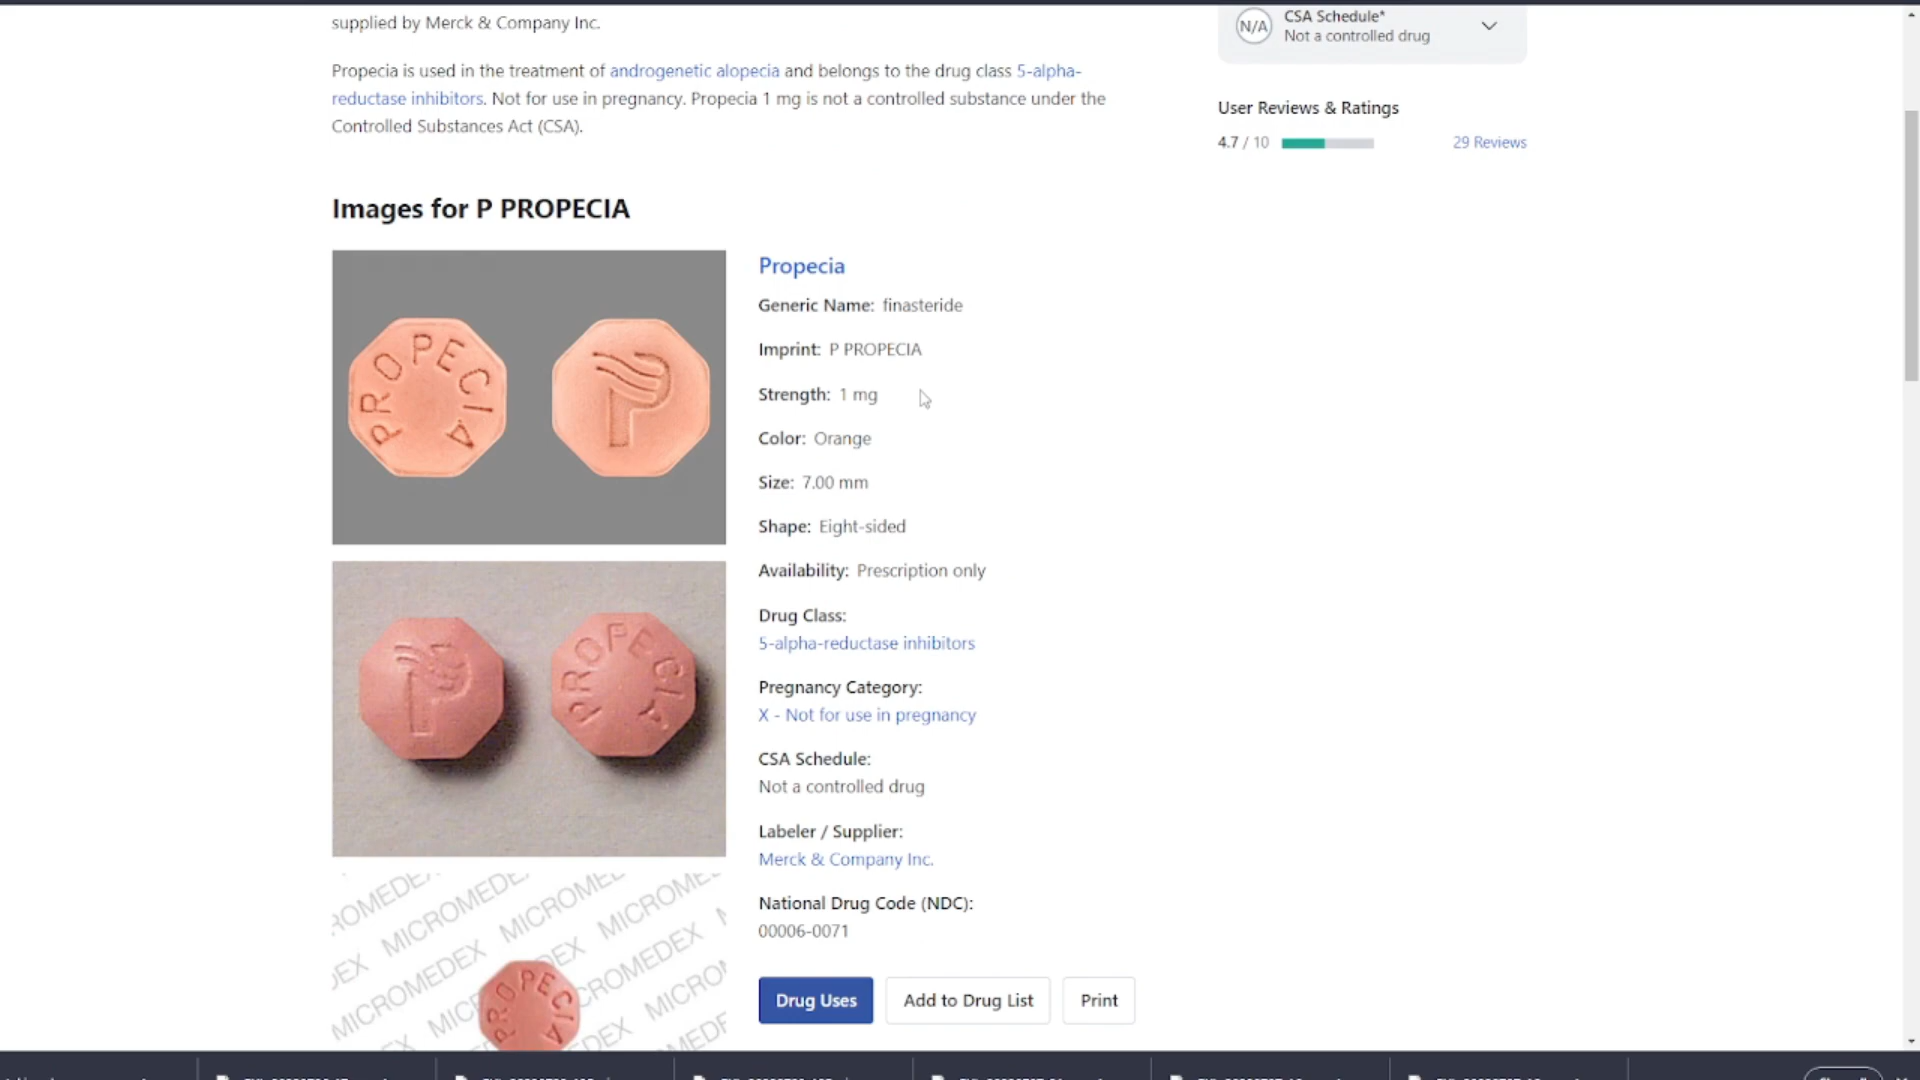 supplied by Merck & Company Inc.
Propecia is used in the treatment of androgenetic alopecia and belongs to the drug class 5-alpha-
reductase inhibitors. Not for use in pregnancy. Propecia 1 mg is not a controlled substance under the
Controlled Substances Act (CSA).
N/A
CSA Schedule*
Not a controlled drug
User Reviews & Ratings
4.7 / 10
29 Reviews
Images for P PROPECIA
PROPECIA
P
P
PROPECIA
MICROMEDEX MICROMEDEX
MICROMEDEX
PROPECIA
Propecia
Generic Name: finasteride
Imprint: P PROPECIA
Strength: 1 mg
Color: Orange
Size: 7.00 mm
Shape: Eight-sided
Availability: Prescription only
Drug Class:
5-alpha-reductase inhibitors
Pregnancy Category:
X - Not for use in pregnancy
CSA Schedule:
Not a controlled drug
Labeler / Supplier:
Merck & Company Inc.
National Drug Code (NDC):
00006-0071
Drug Uses
Add to Drug List
Print